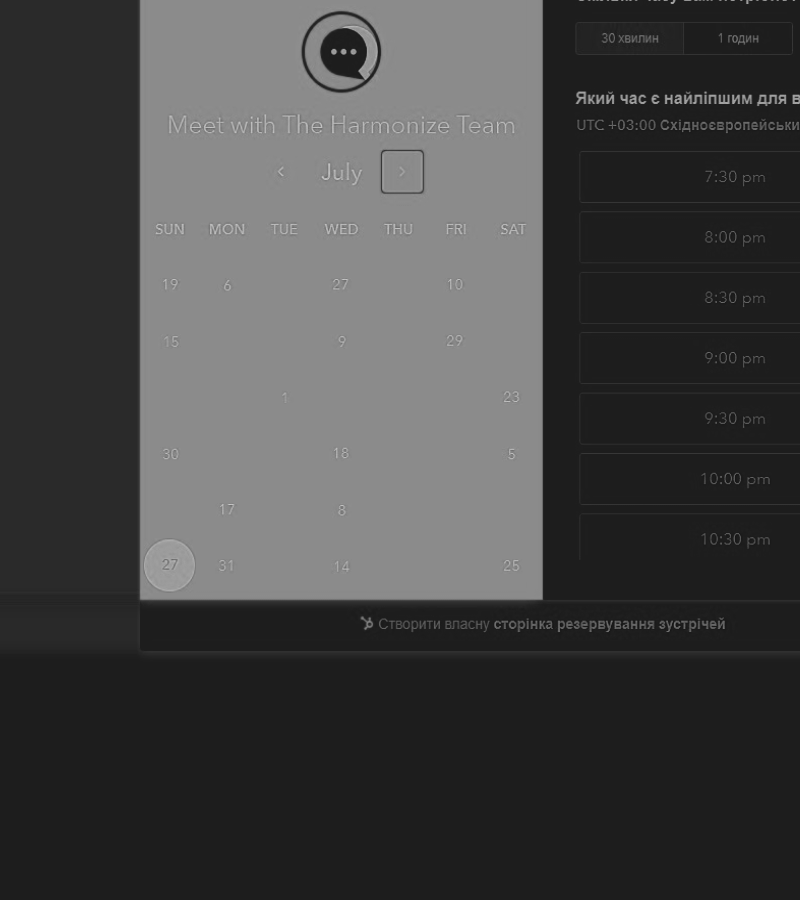 Meet with The Harmonize Team
July
SUN MON TUE WED THU FRI SAT
19 6 27 10
15 9 29
1 23
30 18 5
17 8
27 31 14 25
30 хвилин 1 годин
Який час є найліпшим для в
UTC +03:00 Східноєвропейськи
7:30 pm
8:00 pm
8:30 pm
9:00 pm
9:30 pm
10:00 pm
10:30 pm
Створити власну сторінка резервування зустрічей